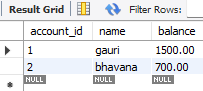 Result Grid Filter Rows:
account_id name balance
1 gauri 1500.00
2 bhavana 700.00
NULL NULL NULL